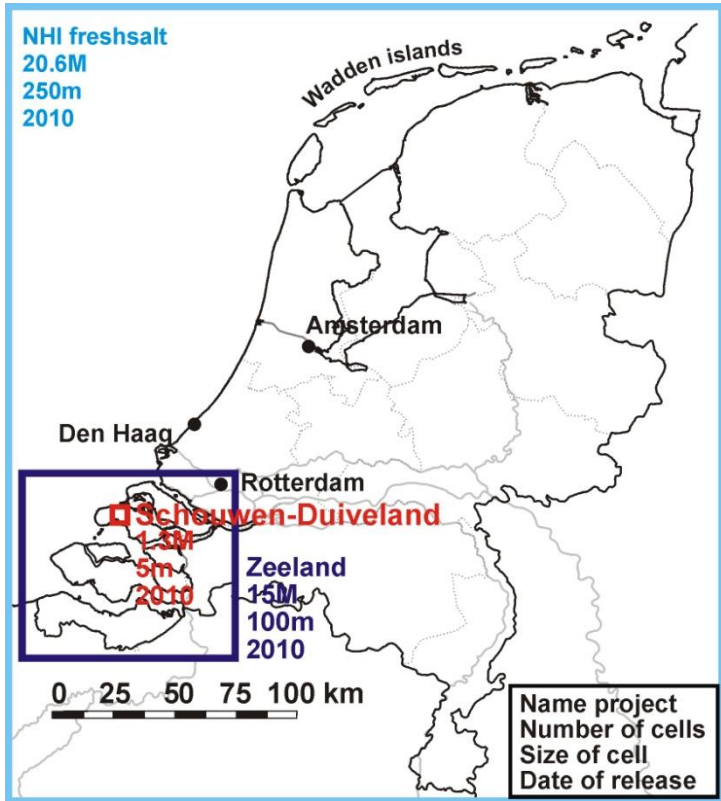 NHI freshsalt
20.6M
250m
2010
Wadden islands
Amsterdam
Den Haag
Rotterdam
Schouwen-Duiveland
1.3M
5m
2010
Zeeland
15M
100m
2010
0 25 50 75 100 km
Name project
Number of cells
Size of cell
Date of release